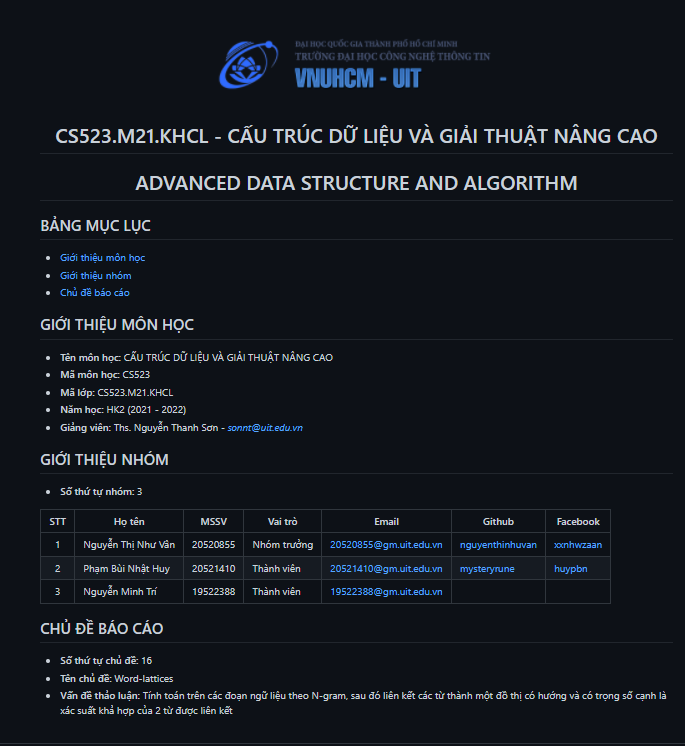 ĐẠI HỌC QUỐC GIA THÀNH PHỐ HỒ CHÍ MINH
TRƯỜNG ĐẠI HỌC CÔNG NGHỆ THÔNG TIN
VNUHCM - UIT
CS523.M21.KHCL - CẤU TRÚC DỮ LIỆU VÀ GIẢI THUẬT NÂNG CAO
ADVANCED DATA STRUCTURE AND ALGORITHM
BẢNG MỤC LỤC
Giới thiệu môn học
Giới thiệu nhóm
Chủ đề báo cáo
GIỚI THIỆU MÔN HỌC
Tên môn học: CẤU TRÚC DỮ LIỆU VÀ GIẢI THUẬT NÂNG CAO
Mã môn học: CS523
Mã lớp: CS523.M21.KHCL
Năm học: HK2 (2021 - 2022)
Giảng viên: Ths. Nguyễn Thanh Sơn - sonnt@uit.edu.vn
GIỚI THIỆU NHÓM
Số thứ tự nhóm: 3
STT Họ tên MSSV Vai trò Email Github Facebook
1 Nguyễn Thị Như Vân 20520855 Nhóm trưởng 20520855@gm.uit.edu.vn nguyenthinhuvan xxnhwzaan
2 Phạm Bùi Nhật Huy 20521410 Thành viên 20521410@gm.uit.edu.vn mysteryrune huypbn
3 Nguyễn Minh Trí 19522388 Thành viên 19522388@gm.uit.edu.vn
CHỦ ĐỀ BÁO CÁO
Số thứ tự chủ đề: 16
Tên chủ đề: Word-lattices
Vấn đề thảo luận: Tính toán trên các đoạn ngữ liệu theo N-gram, sau đó liên kết các từ thành một đồ thị có hướng và có trọng số cạnh là
xác suất khả hợp của 2 từ được liên kết